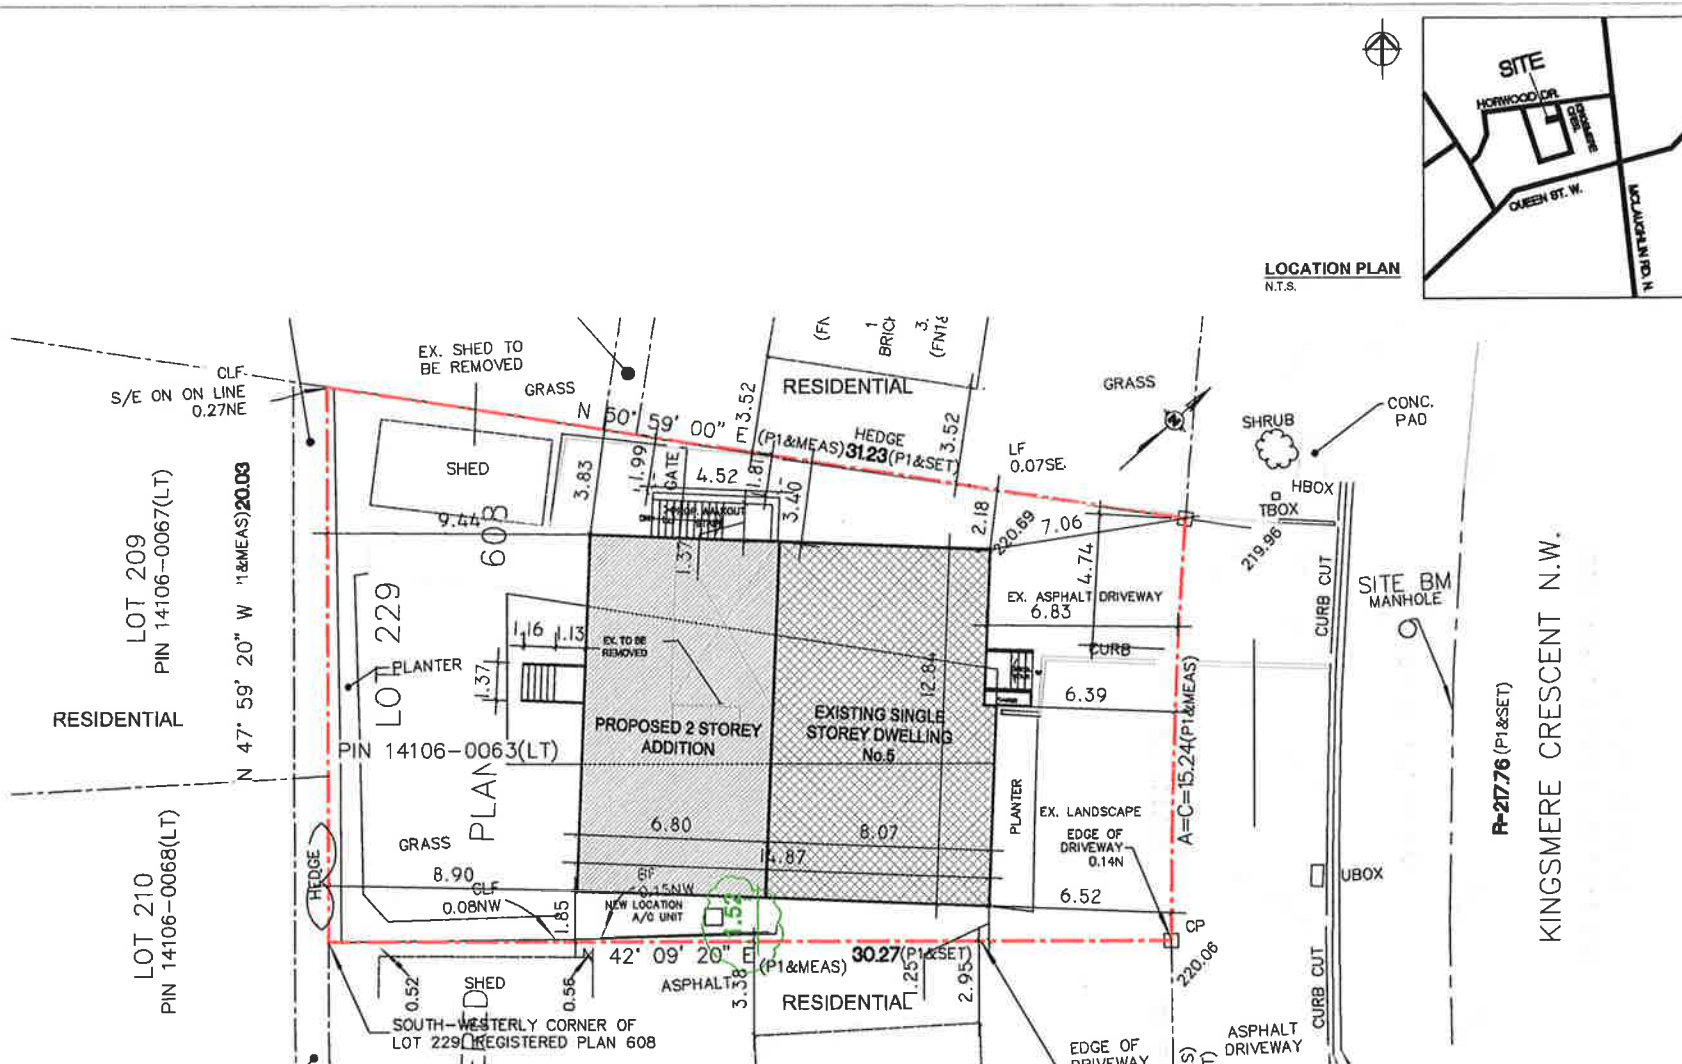 SITE
HORWOOD DR.
QUEEN ST. W.
MCLAUGHLIN RD. N.
LOCATION PLAN
N.T.S.
EX. SHED TO
BE REMOVED
CLF
S/E ON ON LINE
0.27NE
GRASS
SHED
N 50° 59' 00" E
(P1&MEAS) 31.23 (P1&SET)
HEDGE
3.52
3.52
RESIDENTIAL
1
BRICK
3.
GRASS
LF
0.07SE
N
SHRUB
CONC.
PAD
HBOX
TBOX
219.96
220.69
7.06
4.74
2.18
3.83
1.99
GATE
4.52
1.81
3.40
1.37
9.44
608
LOT 209
PIN 14106-0067(LT)
N 47° 59' 20" W
1&MEAS)20.03
LOT 229
PLANTER
RESIDENTIAL
PIN 14106-0063(LT)
PLAN
1.16
1.13
1.37
EX. TO BE
REMOVED
PROPOSED 2 STOREY
ADDITION
EXISTING SINGLE
STOREY DWELLING
No.5
12.84
EX. ASPHALT DRIVEWAY
6.83
CURB
6.39
A=C=15.24(P1&MEAS)
CURB CUT
SITE BM
MANHOLE
R=217.76 (P1&SET)
KINGSMERE CRESCENT N.W.
PLANTER
EX. LANDSCAPE
EDGE OF
DRIVEWAY
0.14N
6.52
UBOX
6.80
8.07
14.87
LOT 210
PIN 14106-0068(LT)
HEDGE
GRASS
8.90
CLF
0.08NW
1.85
BF
0.15NW
NEW LOCATION
A/C UNIT
1.52
CP
220.06
N 42° 09' 20" E
(P1&MEAS)
30.27(P1&SET)
ASPHALT
3.38
RESIDENTIAL
1.25
2.95
0.52
SHED
0.56
SOUTH-WESTERLY CORNER OF
LOT 229, REGISTERED PLAN 608
EDGE OF
DRIVEWAY
ASPHALT
DRIVEWAY
CURB CUT